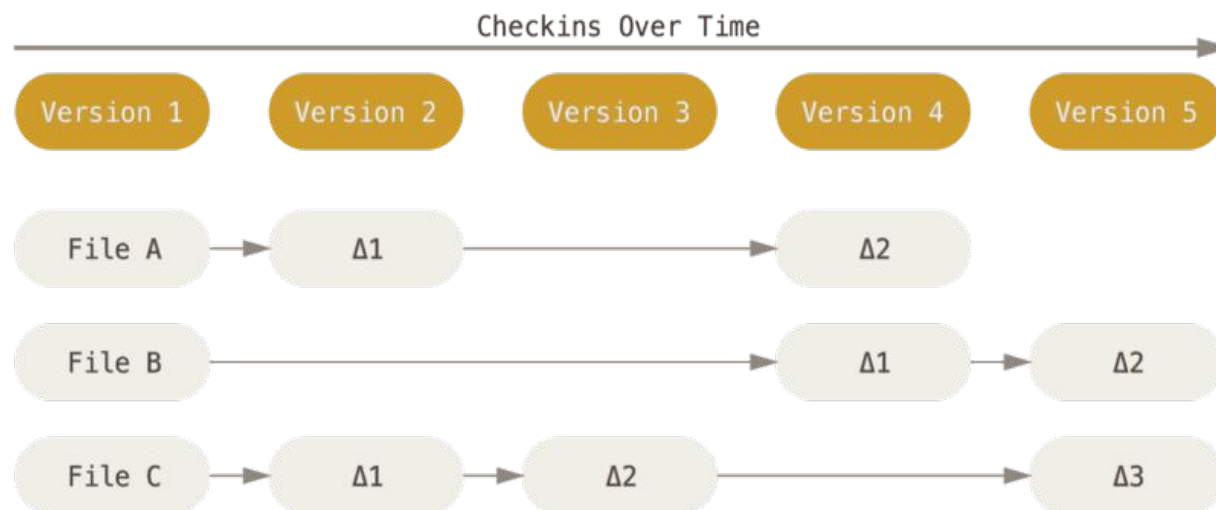 Checkins Over Time
Version 1 Version 2 Version 3 Version 4 Version 5
File A Δ1 Δ2
File B Δ1 Δ2
File C Δ1 Δ2 Δ3